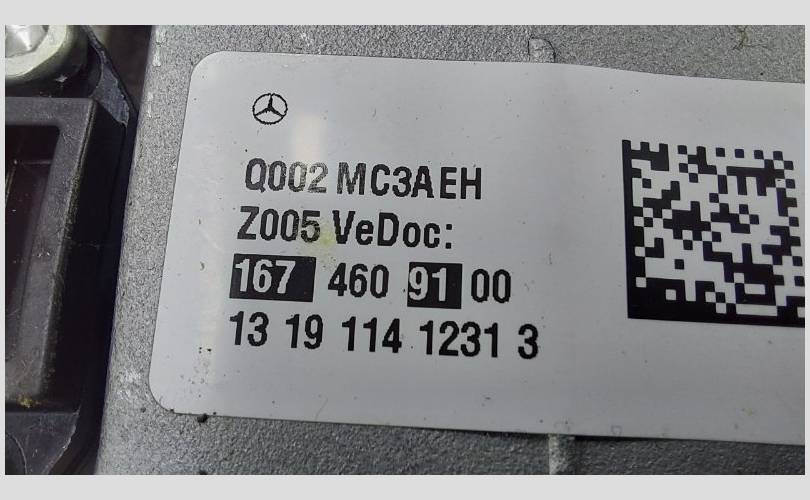 Q002 MC3AEH
Z005 VeDoc:
167 460 91 00
13 19 114 1231 3